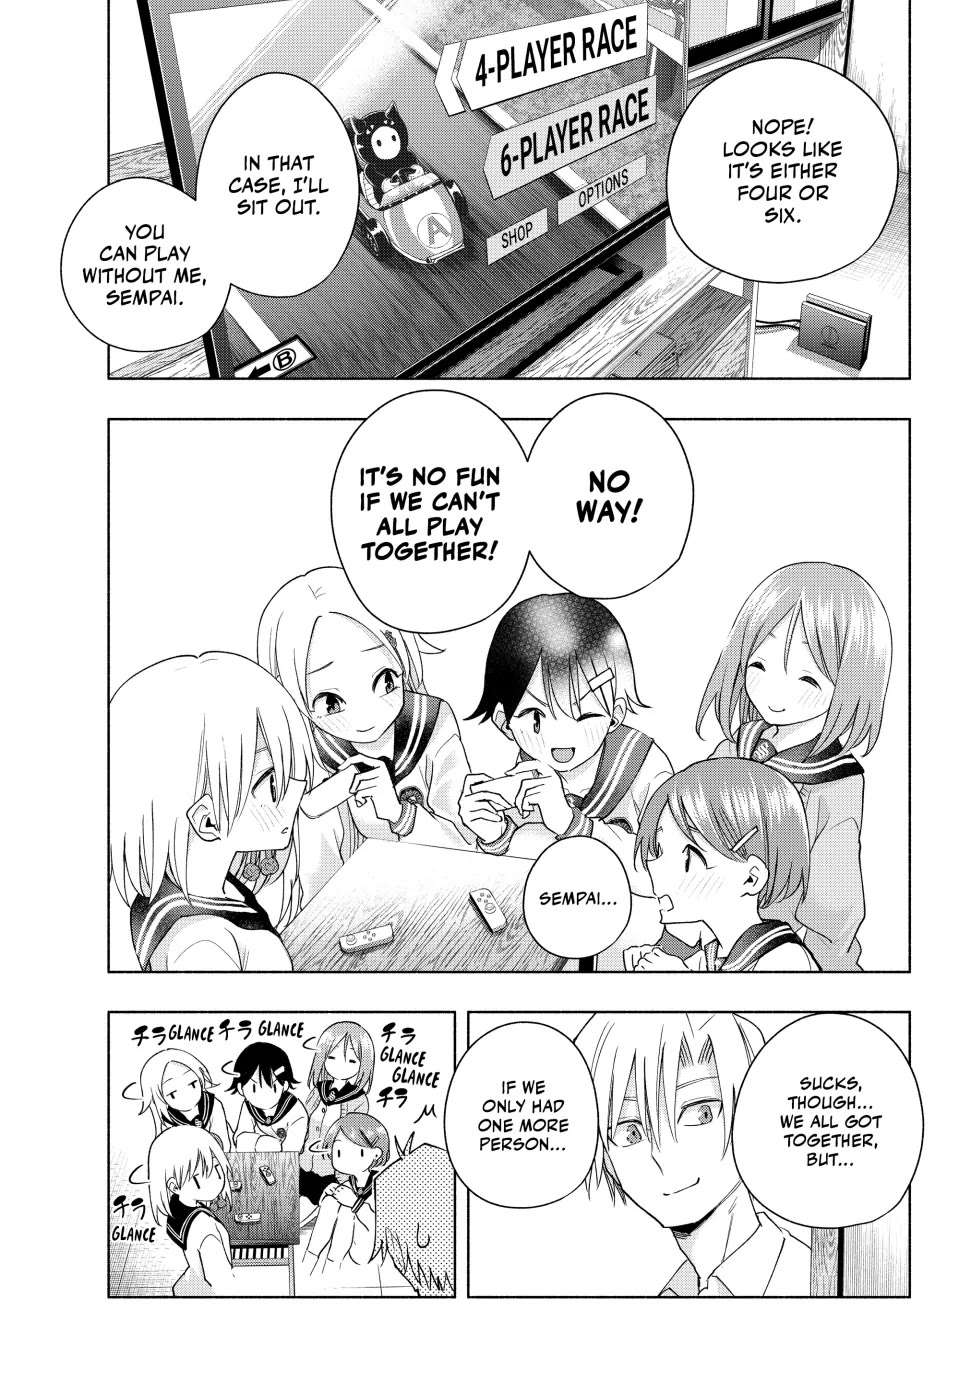 NOPE!
LOOKS LIKE
IT'S EITHER
FOUR OR
SIX.
4-PLAYER RACE
6-PLAYER RACE
OPTIONS
SHOP
A
B
IN THAT
CASE, I'LL
SIT OUT.
YOU
CAN PLAY
WITHOUT ME,
SEMPAI.
NO
WAY!
IT'S NO FUN
IF WE CAN'T
ALL PLAY
TOGETHER!
SEMPAI...
SUCKS,
THOUGH...
WE ALL GOT
TOGETHER,
BUT...
IF WE
ONLY HAD
ONE MORE
PERSON...
チラ
GLANCE
GLANCE
チラ
チラ
GLANCE
チラ
GLANCE
チラ
GLANCE